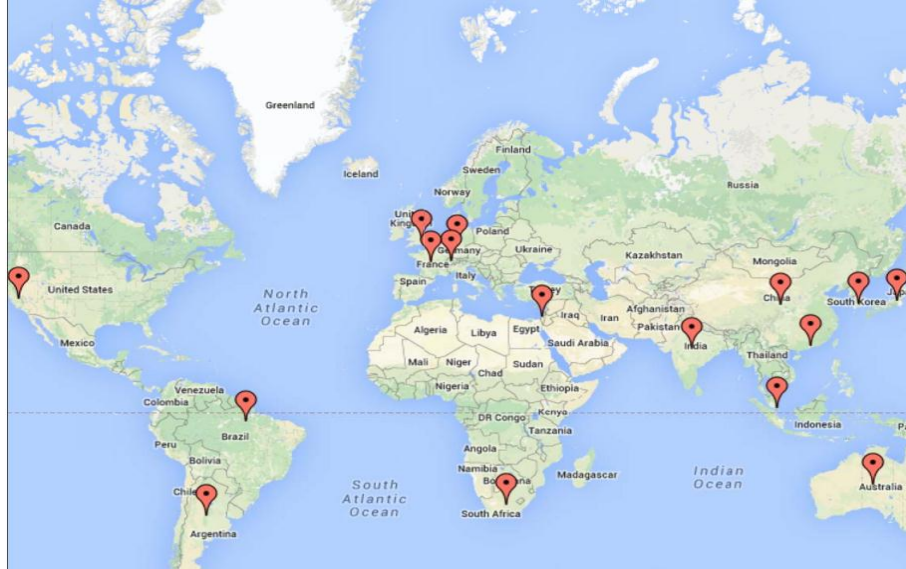 Greenland
Iceland
Finland
Sweden
Norway
Russia
Canada
Unit
King
Poland
Germany
Ukraine
France
Kazakhstan
Mongolia
United States
Spain
Italy
Turkey
China
South Korea
Japan
North
Atlantic
Ocean
Iraq
Iran
Afghanistan
Pakistan
Algeria
Libya
Egypt
Saudi Arabia
India
Mexico
Thailand
Mali
Niger
Sudan
Chad
Venezuela
Nigeria
Ethiopia
Colombia
DR Congo
Kenya
Indonesia
Brazil
Tanzania
Peru
Angola
Bolivia
Namibia
Madagascar
Indian
Ocean
South
Atlantic
Ocean
Chile
Australia
South Africa
Argentina